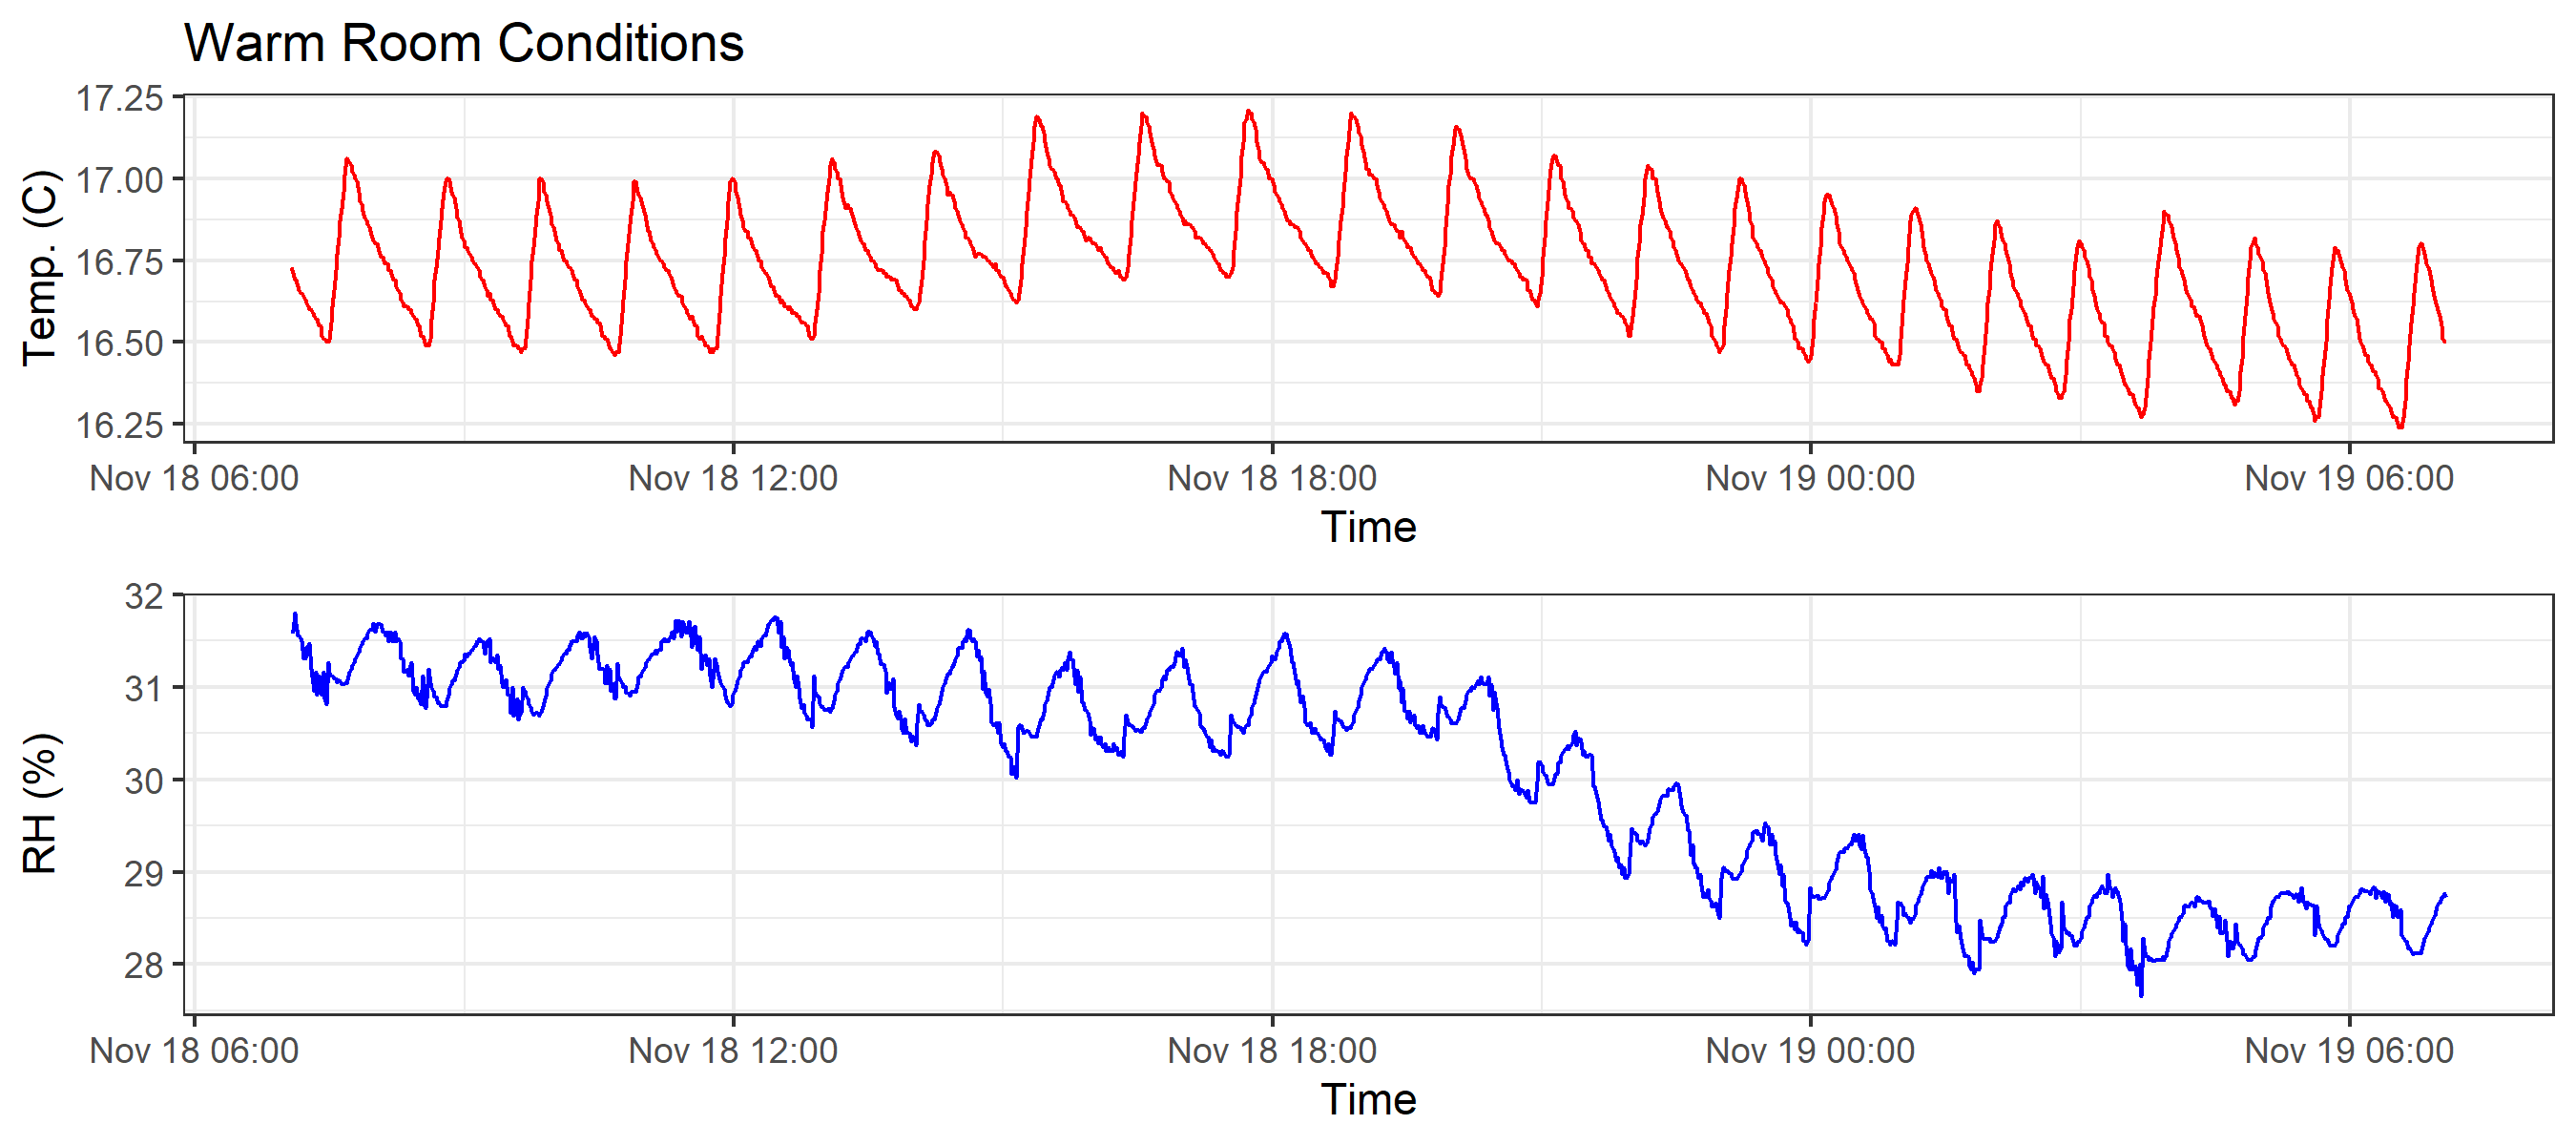 Warm Room Conditions
17.25
17.00
16.75
16.50
16.25
Temp. (C)
Nov 18 06:00 Nov 18 12:00 Nov 18 18:00 Nov 19 00:00 Nov 19 06:00
Time
32
31
30
29
28
RH (%)
Nov 18 06:00 Nov 18 12:00 Nov 18 18:00 Nov 19 00:00 Nov 19 06:00
Time